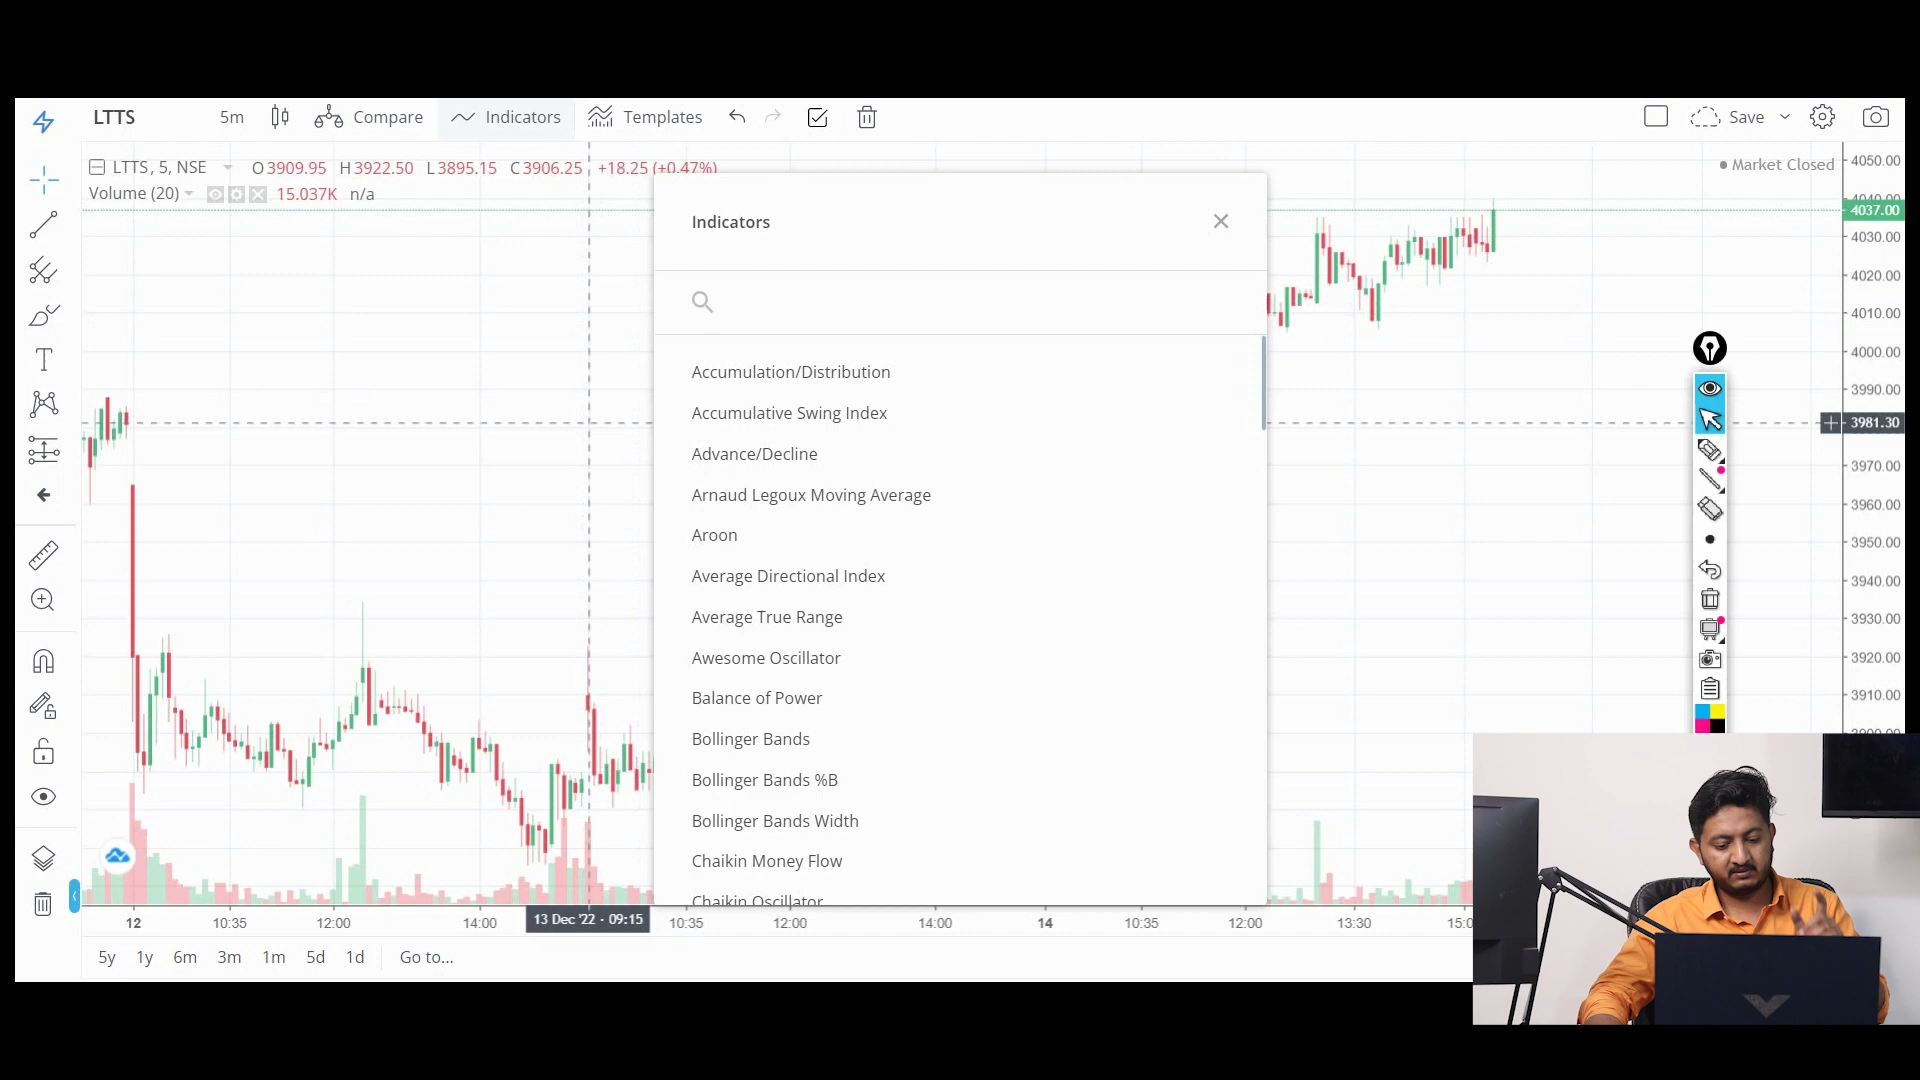 LTTS 5m Compare Indicators Templates Save
LTTS, 5, NSE O3909.95 H3922.50 L3895.15 C3906.25 +18.25 (+0.47%)
Market Closed
Volume (20) 15.037K n/a
Indicators
Accumulation/Distribution
Accumulative Swing Index
Advance/Decline
Arnaud Legoux Moving Average
Aroon
Average Directional Index
Average True Range
Awesome Oscillator
Balance of Power
Bollinger Bands
Bollinger Bands %B
Bollinger Bands Width
Chaikin Money Flow
Chaikin Oscillator
4050.00
4040.00
4037.00
4030.00
4020.00
4010.00
4000.00
3990.00
3981.30
3970.00
3960.00
3950.00
3940.00
3930.00
3920.00
3910.00
12 10:35 12:00 14:00 13 Dec '22 - 09:15 10:35 12:00 14:00 14 10:35 12:00 13:30
5y 1y 6m 3m 1m 5d 1d Go to...